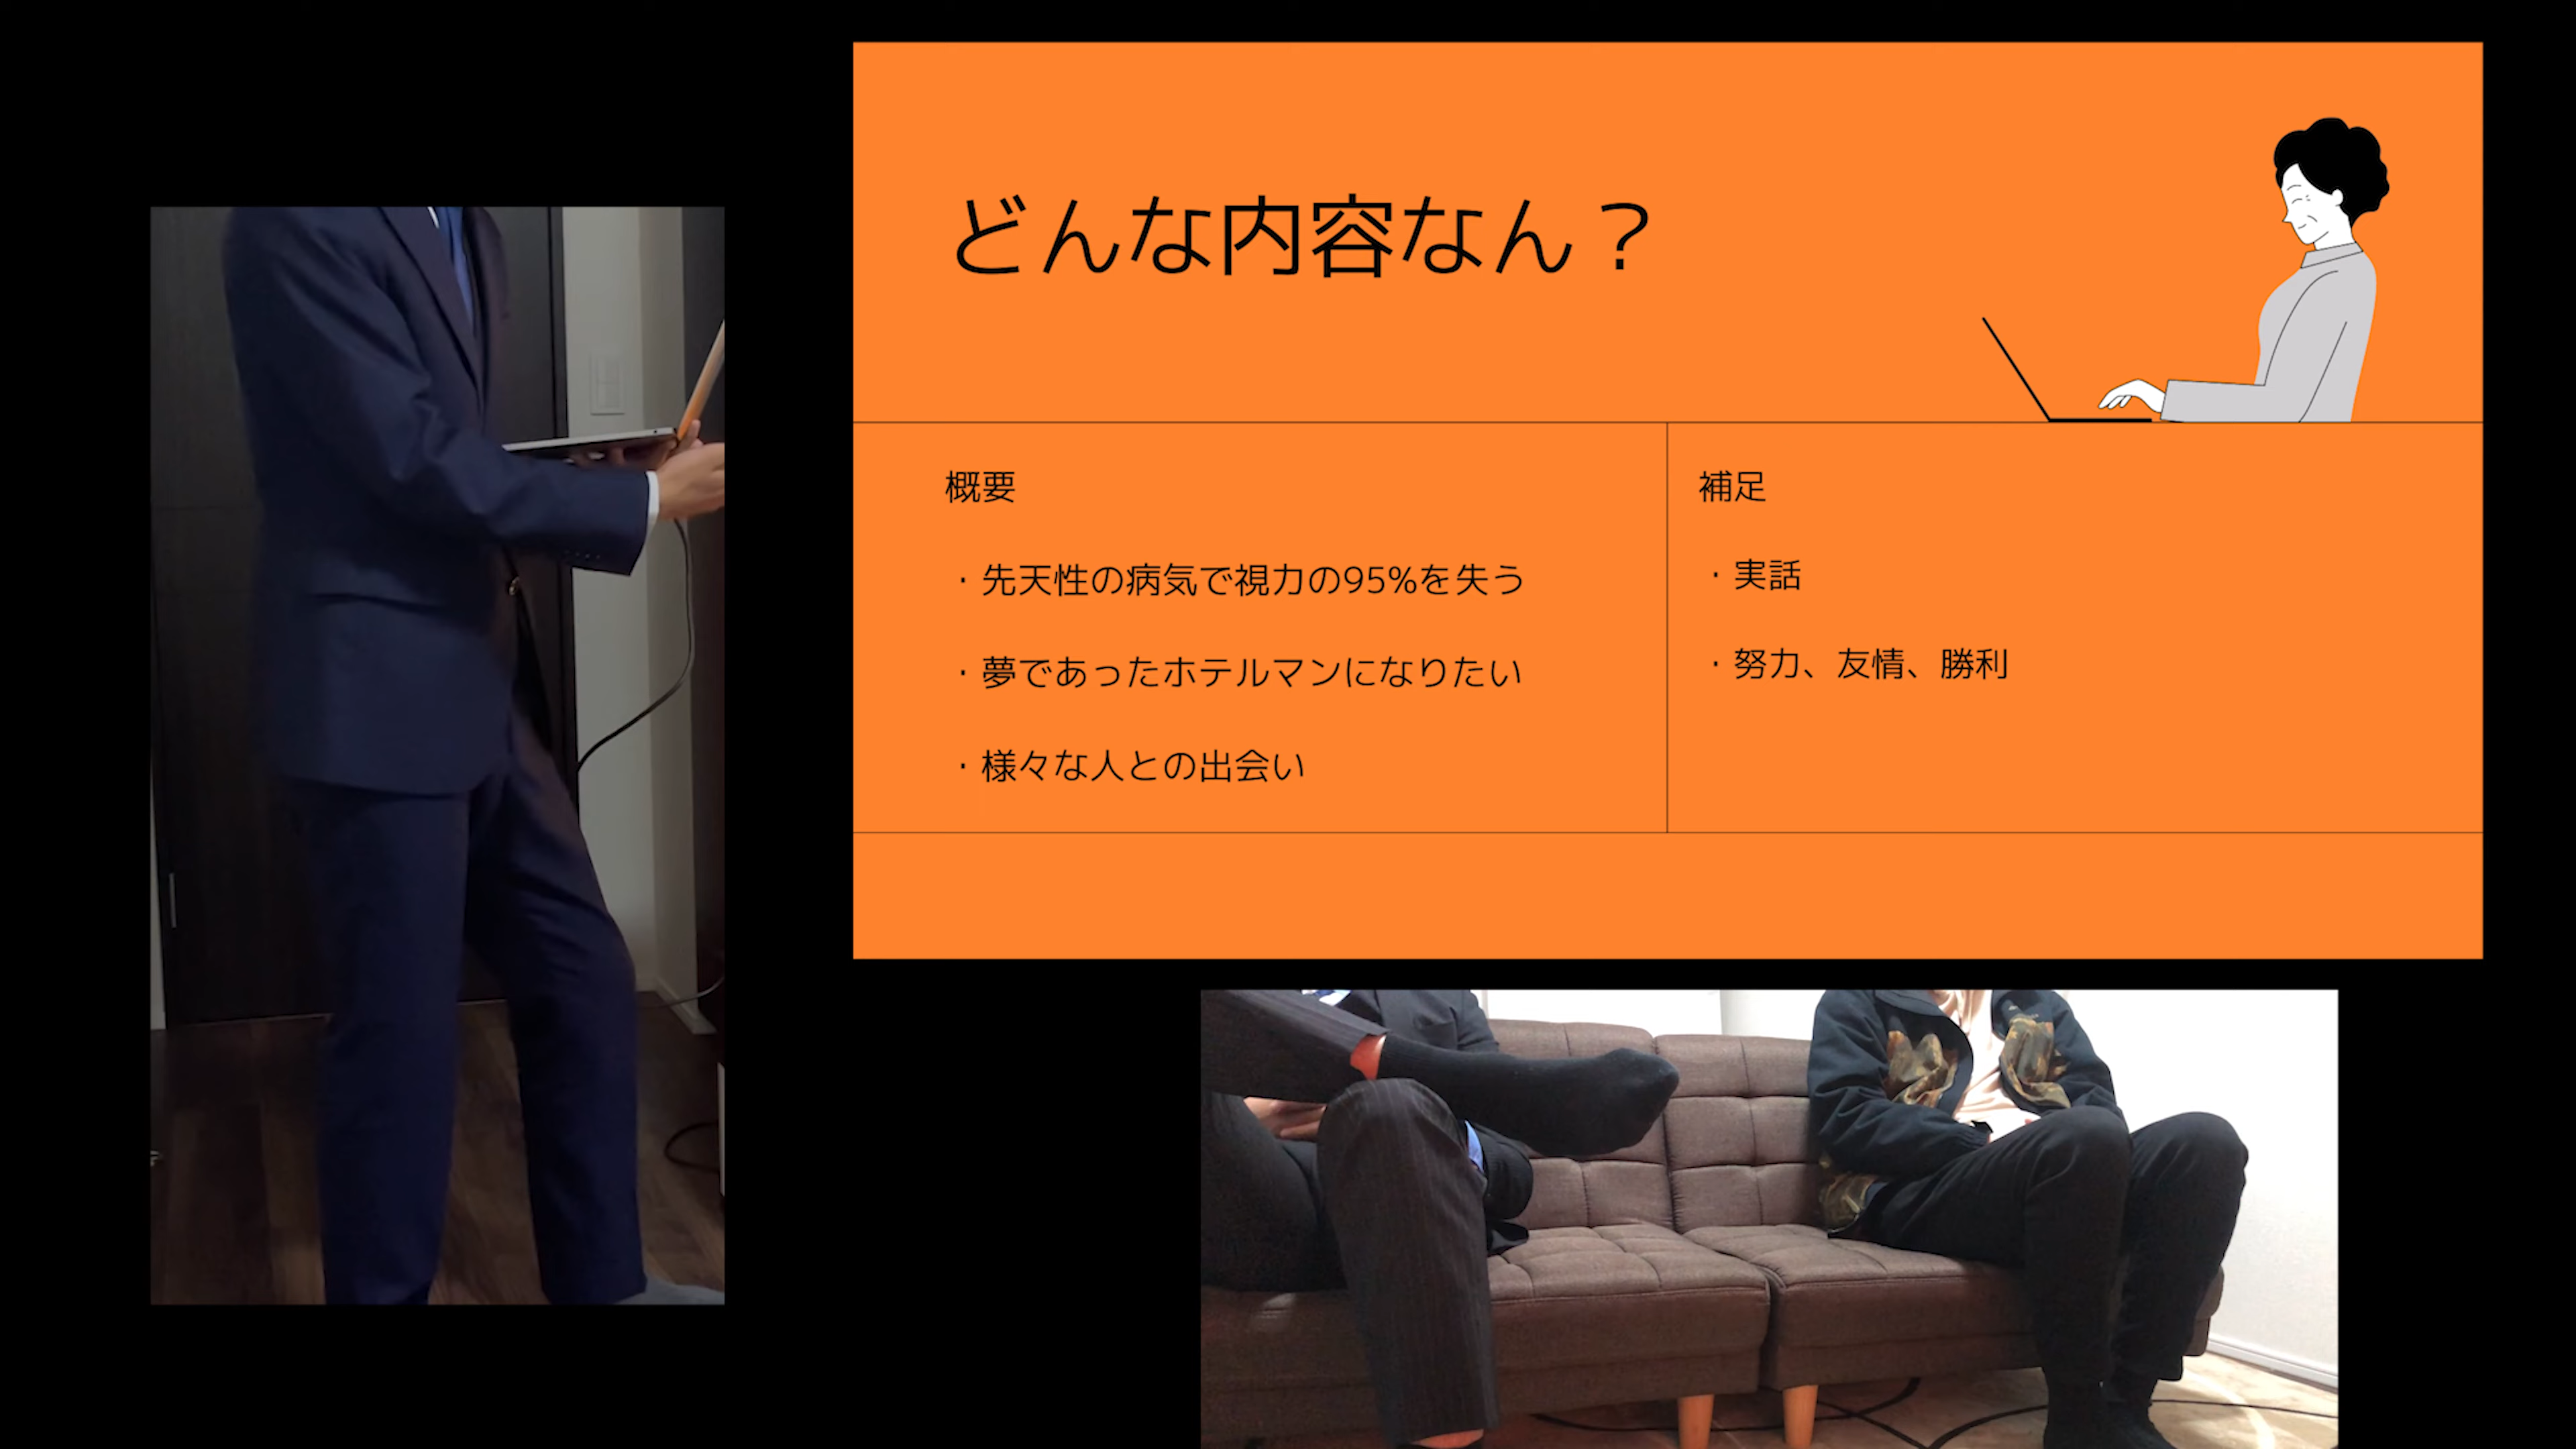 どんな内容なん？
概要
・先天性の病気で視力の95%を失う
・夢であったホテルマンになりたい
・様々な人との出会い
補足
・実話
・努力、友情、勝利